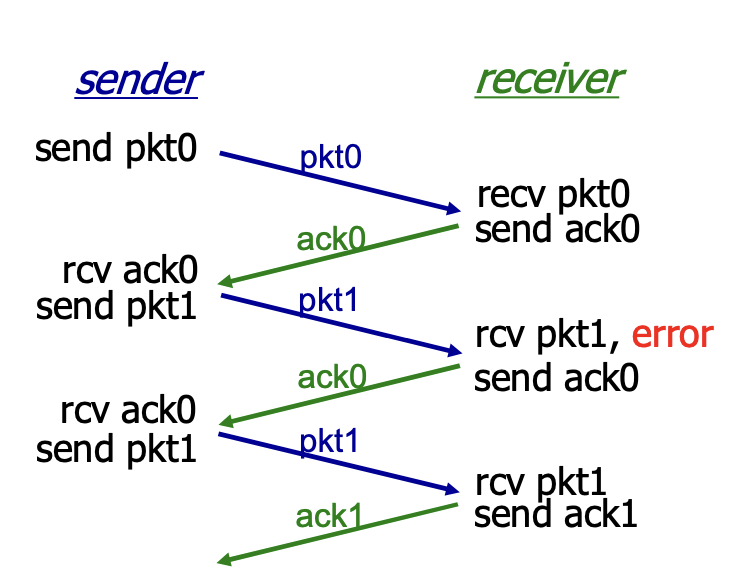 sender
receiver
send pkt0
pkt0
recv pkt0
send ack0
ack0
rcv ack0
send pkt1
pkt1
rcv pkt1, error
send ack0
ack0
rcv ack0
send pkt1
pkt1
rcv pkt1
send ack1
ack1